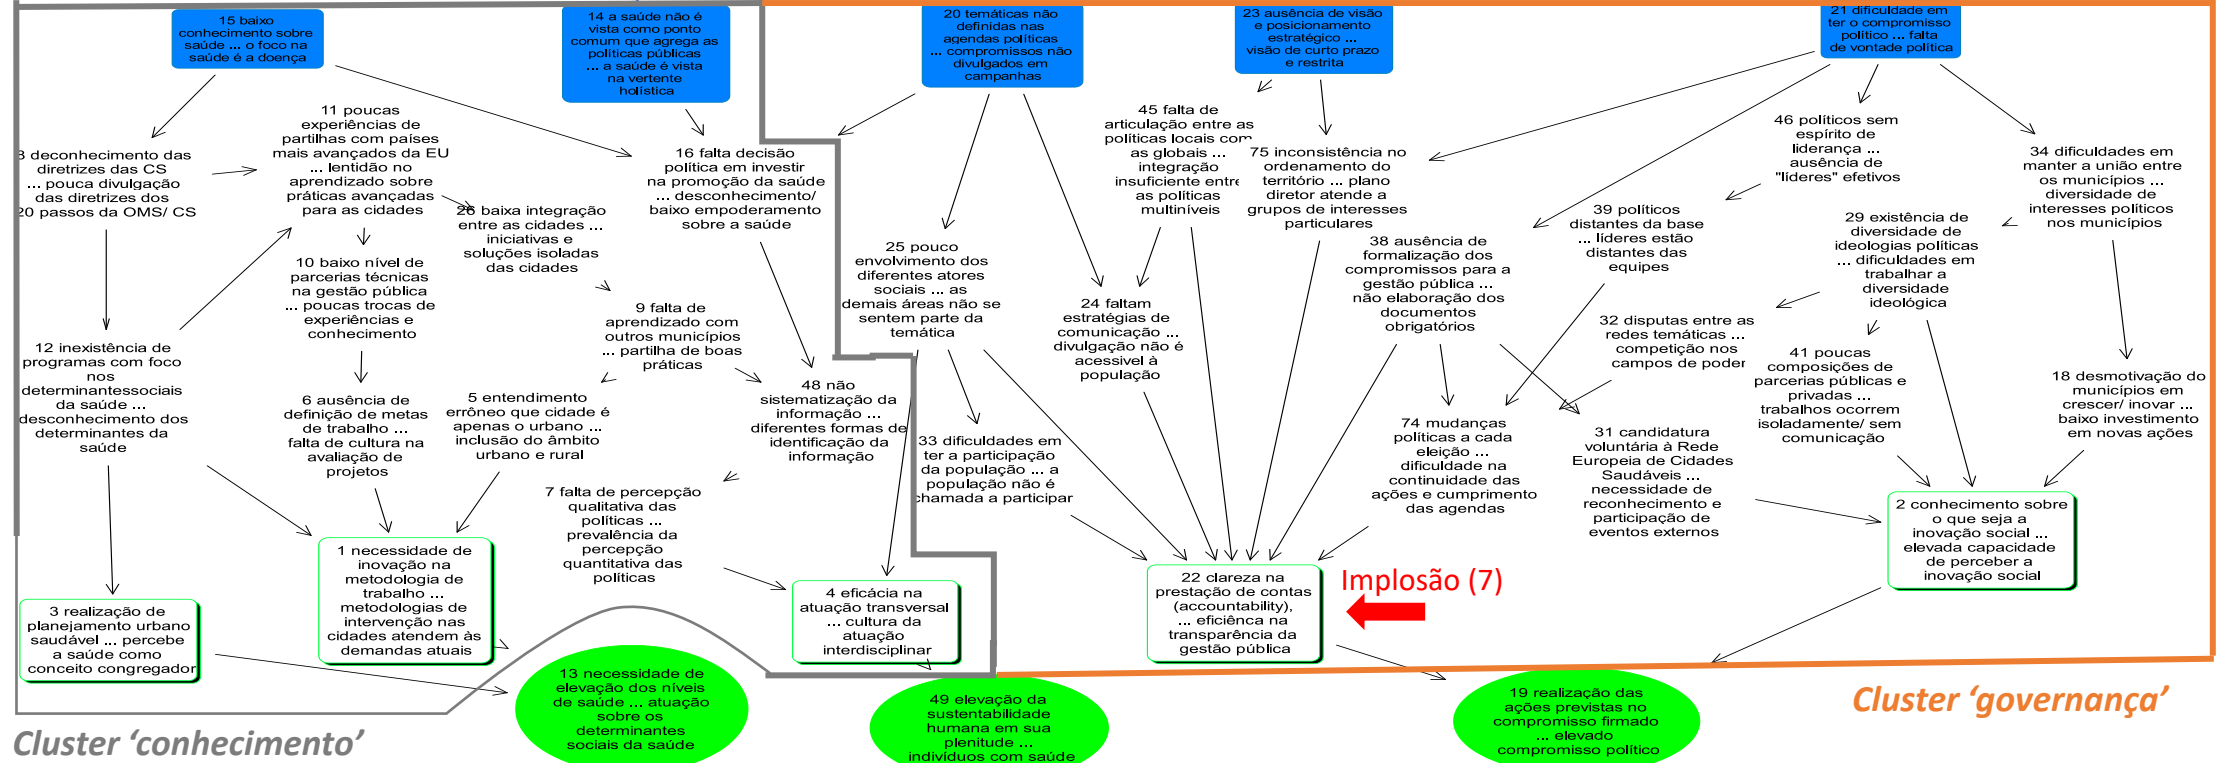 15 baixo
conhecimento sobre
saúde ... o foco na
saúde é a doença
14 a saúde não é
vista como ponto
comum que agrega as
políticas públicas
... a saúde é vista
na vertente
holística
20 temáticas não
definidas nas
agendas políticas
... compromissos não
divulgados em
campanhas
23 ausência de visão
e posicionamento
estratégico ...
visão de curto prazo
e restrita
21 dificuldade em
ter o compromisso
político ... falta
de vontade política
11 poucas
experiências de
partilhas com países
mais avançados da EU
... lentidão no
aprendizado sobre
práticas avançadas
para as cidades
8 deconhecimento das
diretrizes das CS
... pouca divulgação
das diretrizes dos
20 passos da OMS/ CS
16 falta decisão
política em investir
na promoção da saúde
... desconhecimento/
baixo empoderamento
sobre a saúde
45 falta de
articulação entre as
políticas locais com
as globais ...
integração
insuficiente entre
as políticas
multiníveis
75 inconsistência no
ordenamento do
território ... plano
diretor atende a
grupos de interesses
particulares
46 políticos sem
espírito de
liderança ...
ausência de
"líderes" efetivos
34 dificuldades em
manter a união entre
os municípios ...
diversidade de
interesses políticos
nos municípios
26 baixa integração
entre as cidades ...
iniciativas e
soluções isoladas
das cidades
39 políticos
distantes da base
... líderes estão
distantes das
equipes
29 existência de
diversidade de
ideologias políticas
... dificuldades em
trabalhar a
diversidade
ideológica
10 baixo nível de
parcerias técnicas
na gestão pública
... poucas trocas de
experiências e
conhecimento
25 pouco
envolvimento dos
diferentes atores
sociais ... as
demais áreas não se
sentem parte da
temática
38 ausência de
formalização dos
compromissos para a
gestão pública ...
não elaboração dos
documentos
obrigatórios
9 falta de
aprendizado com
outros municípios
... partilha de boas
práticas
24 faltam
estratégias de
comunicação ...
divulgação não é
acessivel à
população
32 disputas entre as
redes temáticas ...
competição nos
campos de poder
12 inexistência de
programas com foco
nos
determinantessociais
da saúde ...
desconhecimento dos
determinantes da
saúde
41 poucas
composições de
parcerias públicas e
privadas ...
trabalhos ocorrem
isoladamente/ sem
comunicação
18 desmotivação do
municípios em
crescer/ inovar ...
baixo investimento
em novas ações
6 ausência de
definição de metas
de trabalho ...
falta de cultura na
avaliação de
projetos
5 entendimento
errôneo que cidade é
apenas o urbano ...
inclusão do âmbito
urbano e rural
48 não
sistematização da
informação ...
diferentes formas de
identificação da
informação
33 dificuldades em
ter a participação
da população ... a
população não é
chamada a participar
74 mudanças
políticas a cada
eleição ...
dificuldade na
continuidade das
ações e cumprimento
das agendas
31 candidatura
voluntária à Rede
Europeia de Cidades
Saudáveis ...
necessidade de
reconhecimento e
participação de
eventos externos
7 falta de percepção
qualitativa das
políticas ...
prevalência da
percepção
quantitativa das
políticas
2 conhecimento sobre
o que seja a
inovação social ...
elevada capacidade
de perceber a
inovação social
1 necessidade de
inovação na
metodologia de
trabalho ...
metodologias de
intervenção nas
cidades atendem às
demandas atuais
3 realização de
planejamento urbano
saudável ... percebe
a saúde como
conceito congregador
4 eficácia na
atuação transversal
... cultura da
atuação
interdisciplinar
22 clareza na
prestação de contas
(accountability),
... eficiênca na
transparência da
gestão pública
Implosão (7)
13 necessidade de
elevação dos níveis
de saúde ... atuação
sobre os
determinantes
sociais da saúde
49 elevação da
sustentabilidade
humana em sua
plenitude ...
indivíduos com saúde
19 realização das
ações previstas no
compromisso firmado
... elevado
compromisso político
Cluster 'governança'
Cluster 'conhecimento'